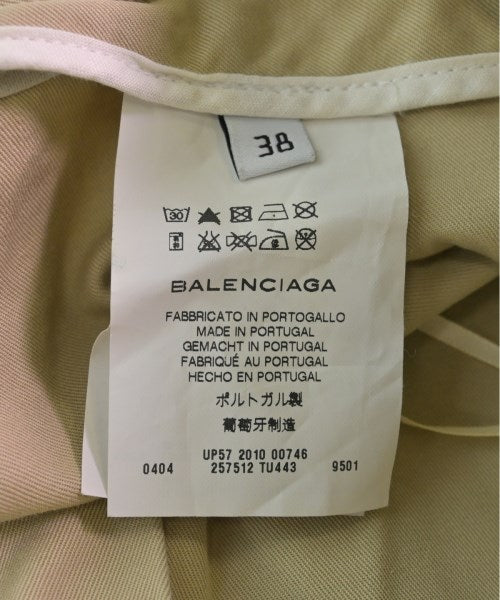 38
30
BALENCIAGA
FABBRICATO IN PORTOGALLO
MADE IN PORTUGAL
GEMACHT IN PORTUGAL
FABRIQUÉ AU PORTUGAL
HECHO EN PORTUGAL
ポルトガル製
葡萄牙制造
UP57 2010 00746
0404 257512 TU443 9501